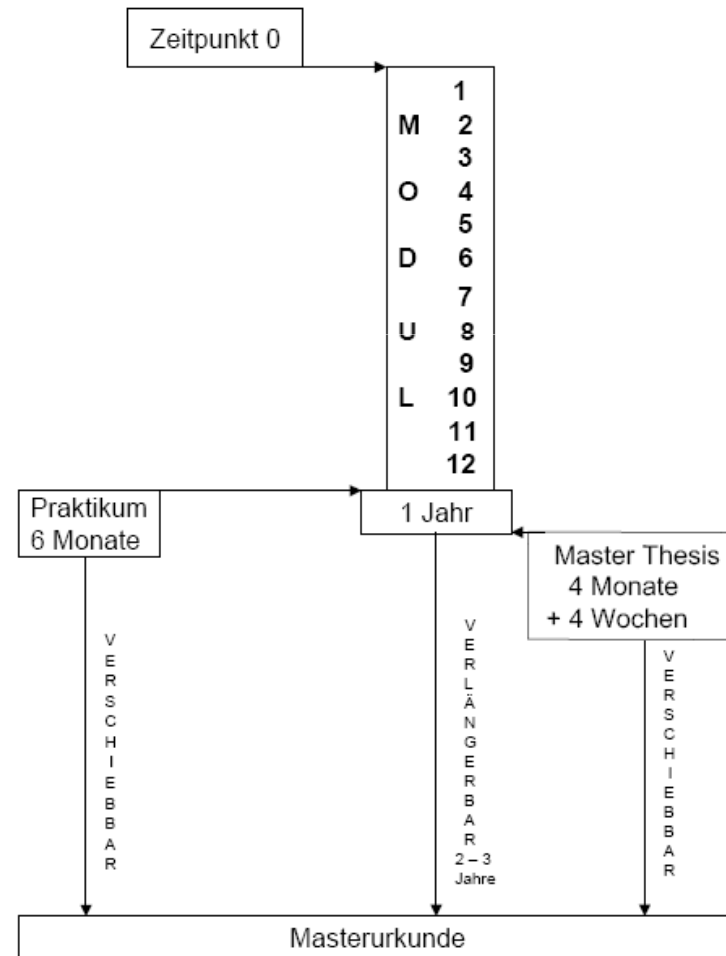 Zeitpunkt 0
1
M 2
3
O 4
5
D 6
7
U 8
9
L 10
11
12
Praktikum
6 Monate
1 Jahr
Master Thesis
4 Monate
+ 4 Wochen
VERSCHIEBBAR
VERLÄNGERBAR
2 – 3
Jahre
VERSCHIEBBAR
Masterurkunde